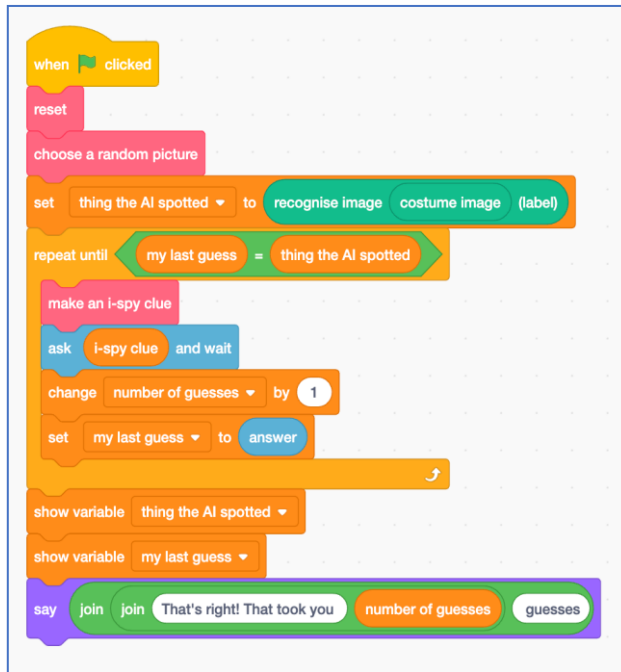 when clicked
reset
choose a random picture
set thing the AI spotted to recognise image costume image (label)
repeat until my last guess = thing the AI spotted
make an i-spy clue
ask i-spy clue and wait
change number of guesses by 1
set my last guess to answer
show variable thing the AI spotted
show variable my last guess
say join join That's right! That took you number of guesses guesses